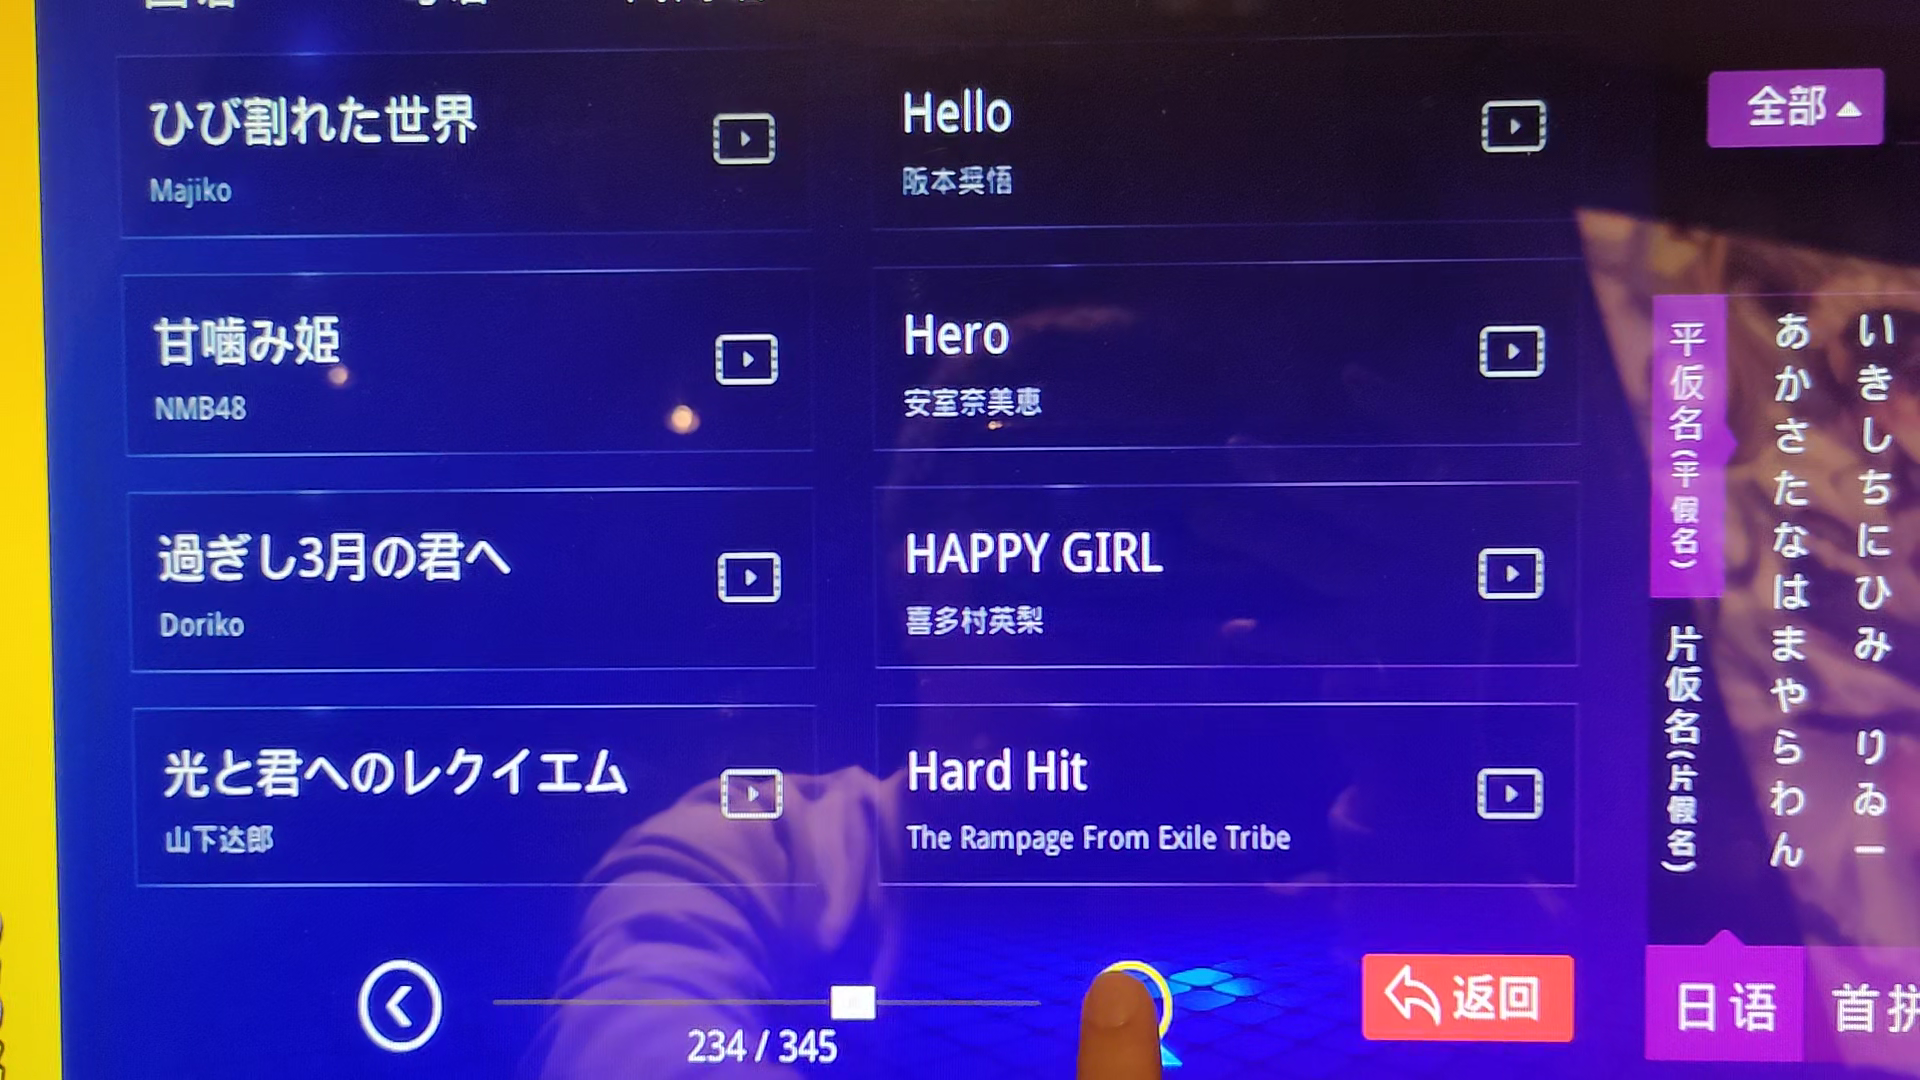 ひび割れた世界
Majiko
Hello
阪本奨悟
甘噛み姫
NMB48
Hero
安室奈美恵
過ぎし3月の君へ
Doriko
HAPPY GIRL
喜多村英梨
光と君へのレクイエム
山下达郎
Hard Hit
The Rampage From Exile Tribe
234 / 345
返回
全部
平仮名(平假名)
片仮名(片假名)
あかさたなはまやらわん
いきしちにひみ りゐー
日语
首拼